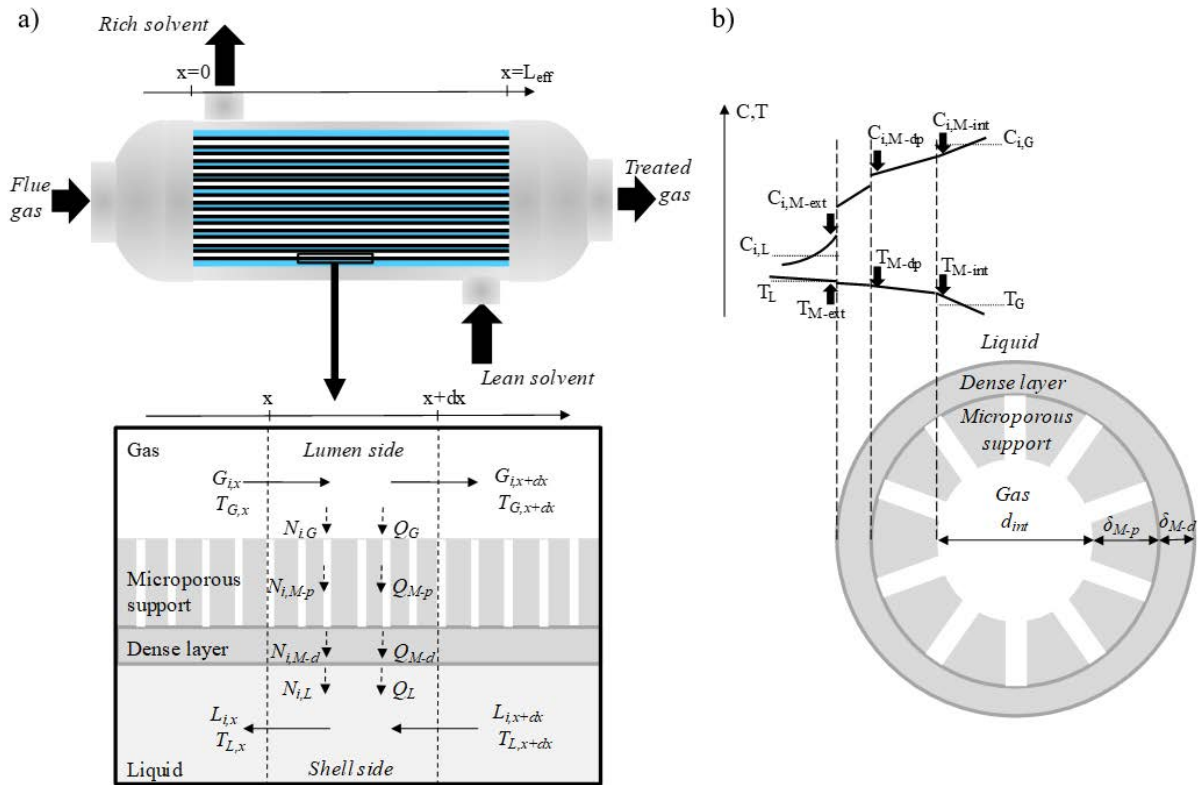 a)
Rich solvent
x=0
x=L_eff
Flue
gas
Treated
gas
Lean solvent
x
x+dx
Gas
Lumen side
G_i,x
T_G,x
G_i,x+dx
T_G,x+dx
N_i,G
Q_G
Microporous
support
N_i,M-p
Q_M-p
Dense layer
N_i,M-d
Q_M-d
N_i,L
Q_L
L_i,x
T_L,x
L_i,x+dx
T_L,x+dx
Liquid
Shell side
b)
C,T
C_i,M-dp
C_i,M-int
C_i,G
C_i,M-ext
C_i,L
T_M-dp
T_M-int
T_L
T_M-ext
T_G
Liquid
Dense layer
Microporous
support
Gas
d_int
δ_M-p
δ_M-d